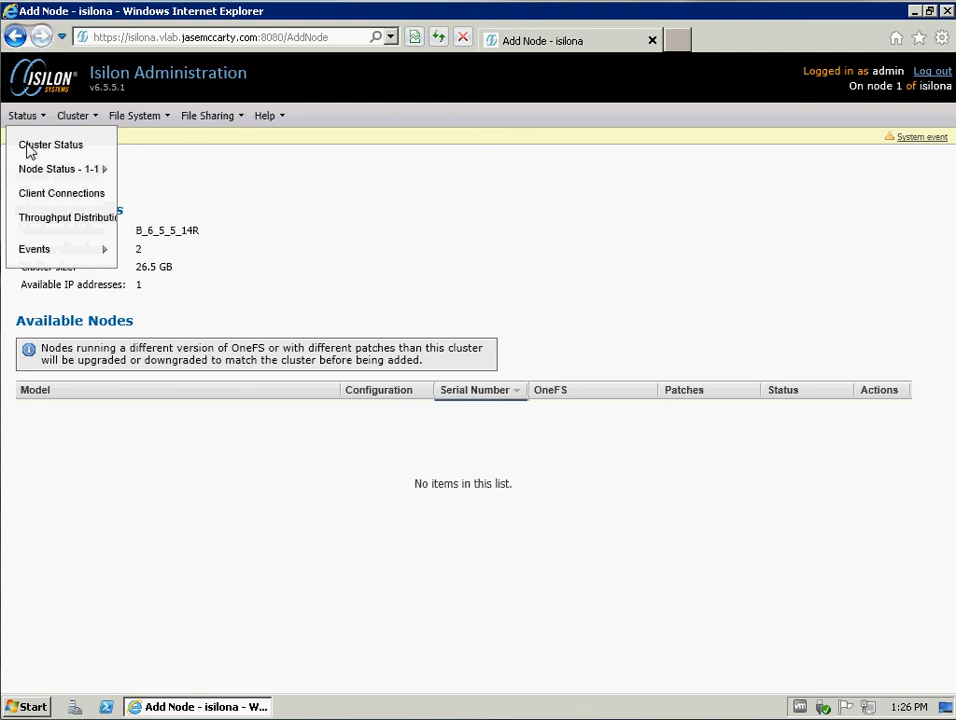 Add Node - isilona - Windows Internet Explorer
https://isilona.vlab.jasemccarty.com:8080/AddNode
Add Node - isilona
ISILON SYSTEMS
Isilon Administration
v6.5.5.1
Logged in as admin Log out
On node 1 of isilona
Status Cluster File System File Sharing Help
System event
Cluster Status
Node Status - 1-1
Client Connections
Throughput Distributio
s
B_6_5_5_14R
Events
2
26.5 GB
Available IP addresses: 1
Available Nodes
Nodes running a different version of OneFS or with different patches than this cluster
will be upgraded or downgraded to match the cluster before being added.
Model Configuration Serial Number OneFS Patches Status Actions
No items in this list.
Start
Add Node - isilona - W...
1:26 PM